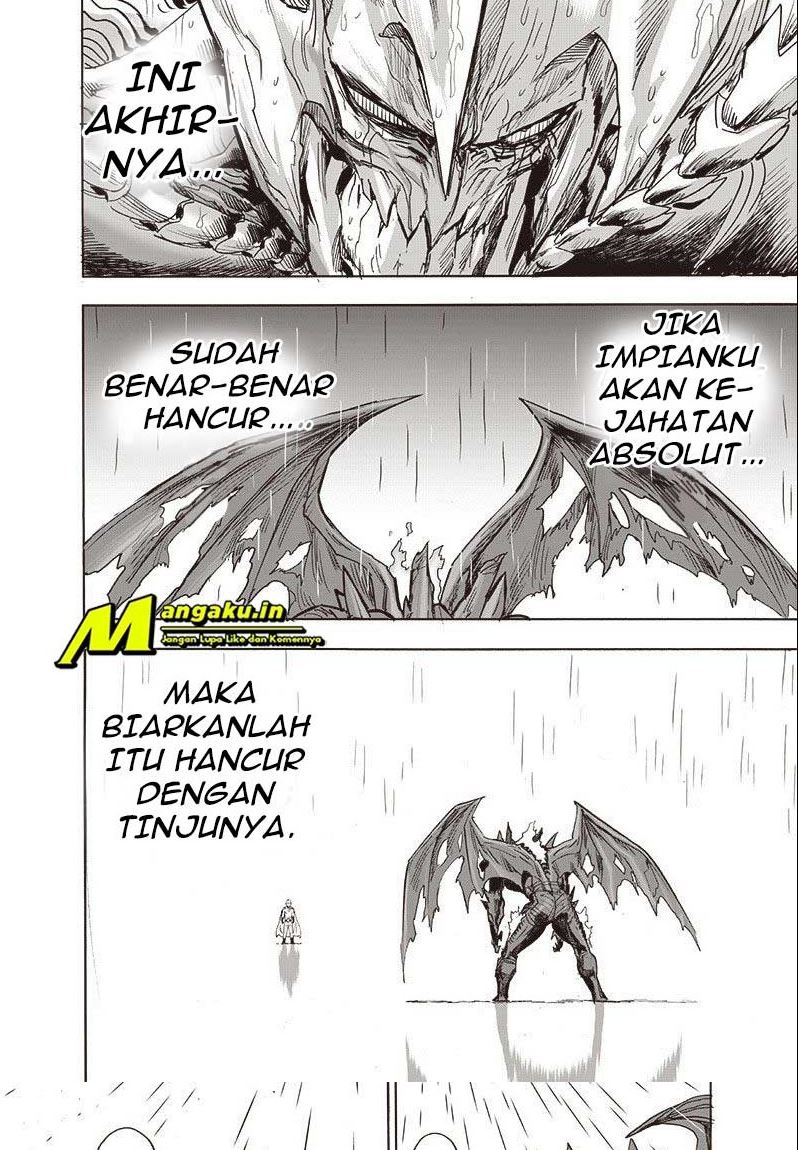 INI
AKHIR-
NYA...
JIKA
IMPIANKU
AKAN KE-
JAHATAN
ABSOLUT...
SUDAH
BENAR-BENAR
HANCUR.....
Mangaku.in
Jangan Lupa Like dan Komennya
MAKA
BIARKANLAH
ITU HANCUR
DENGAN
TINJUNYA.